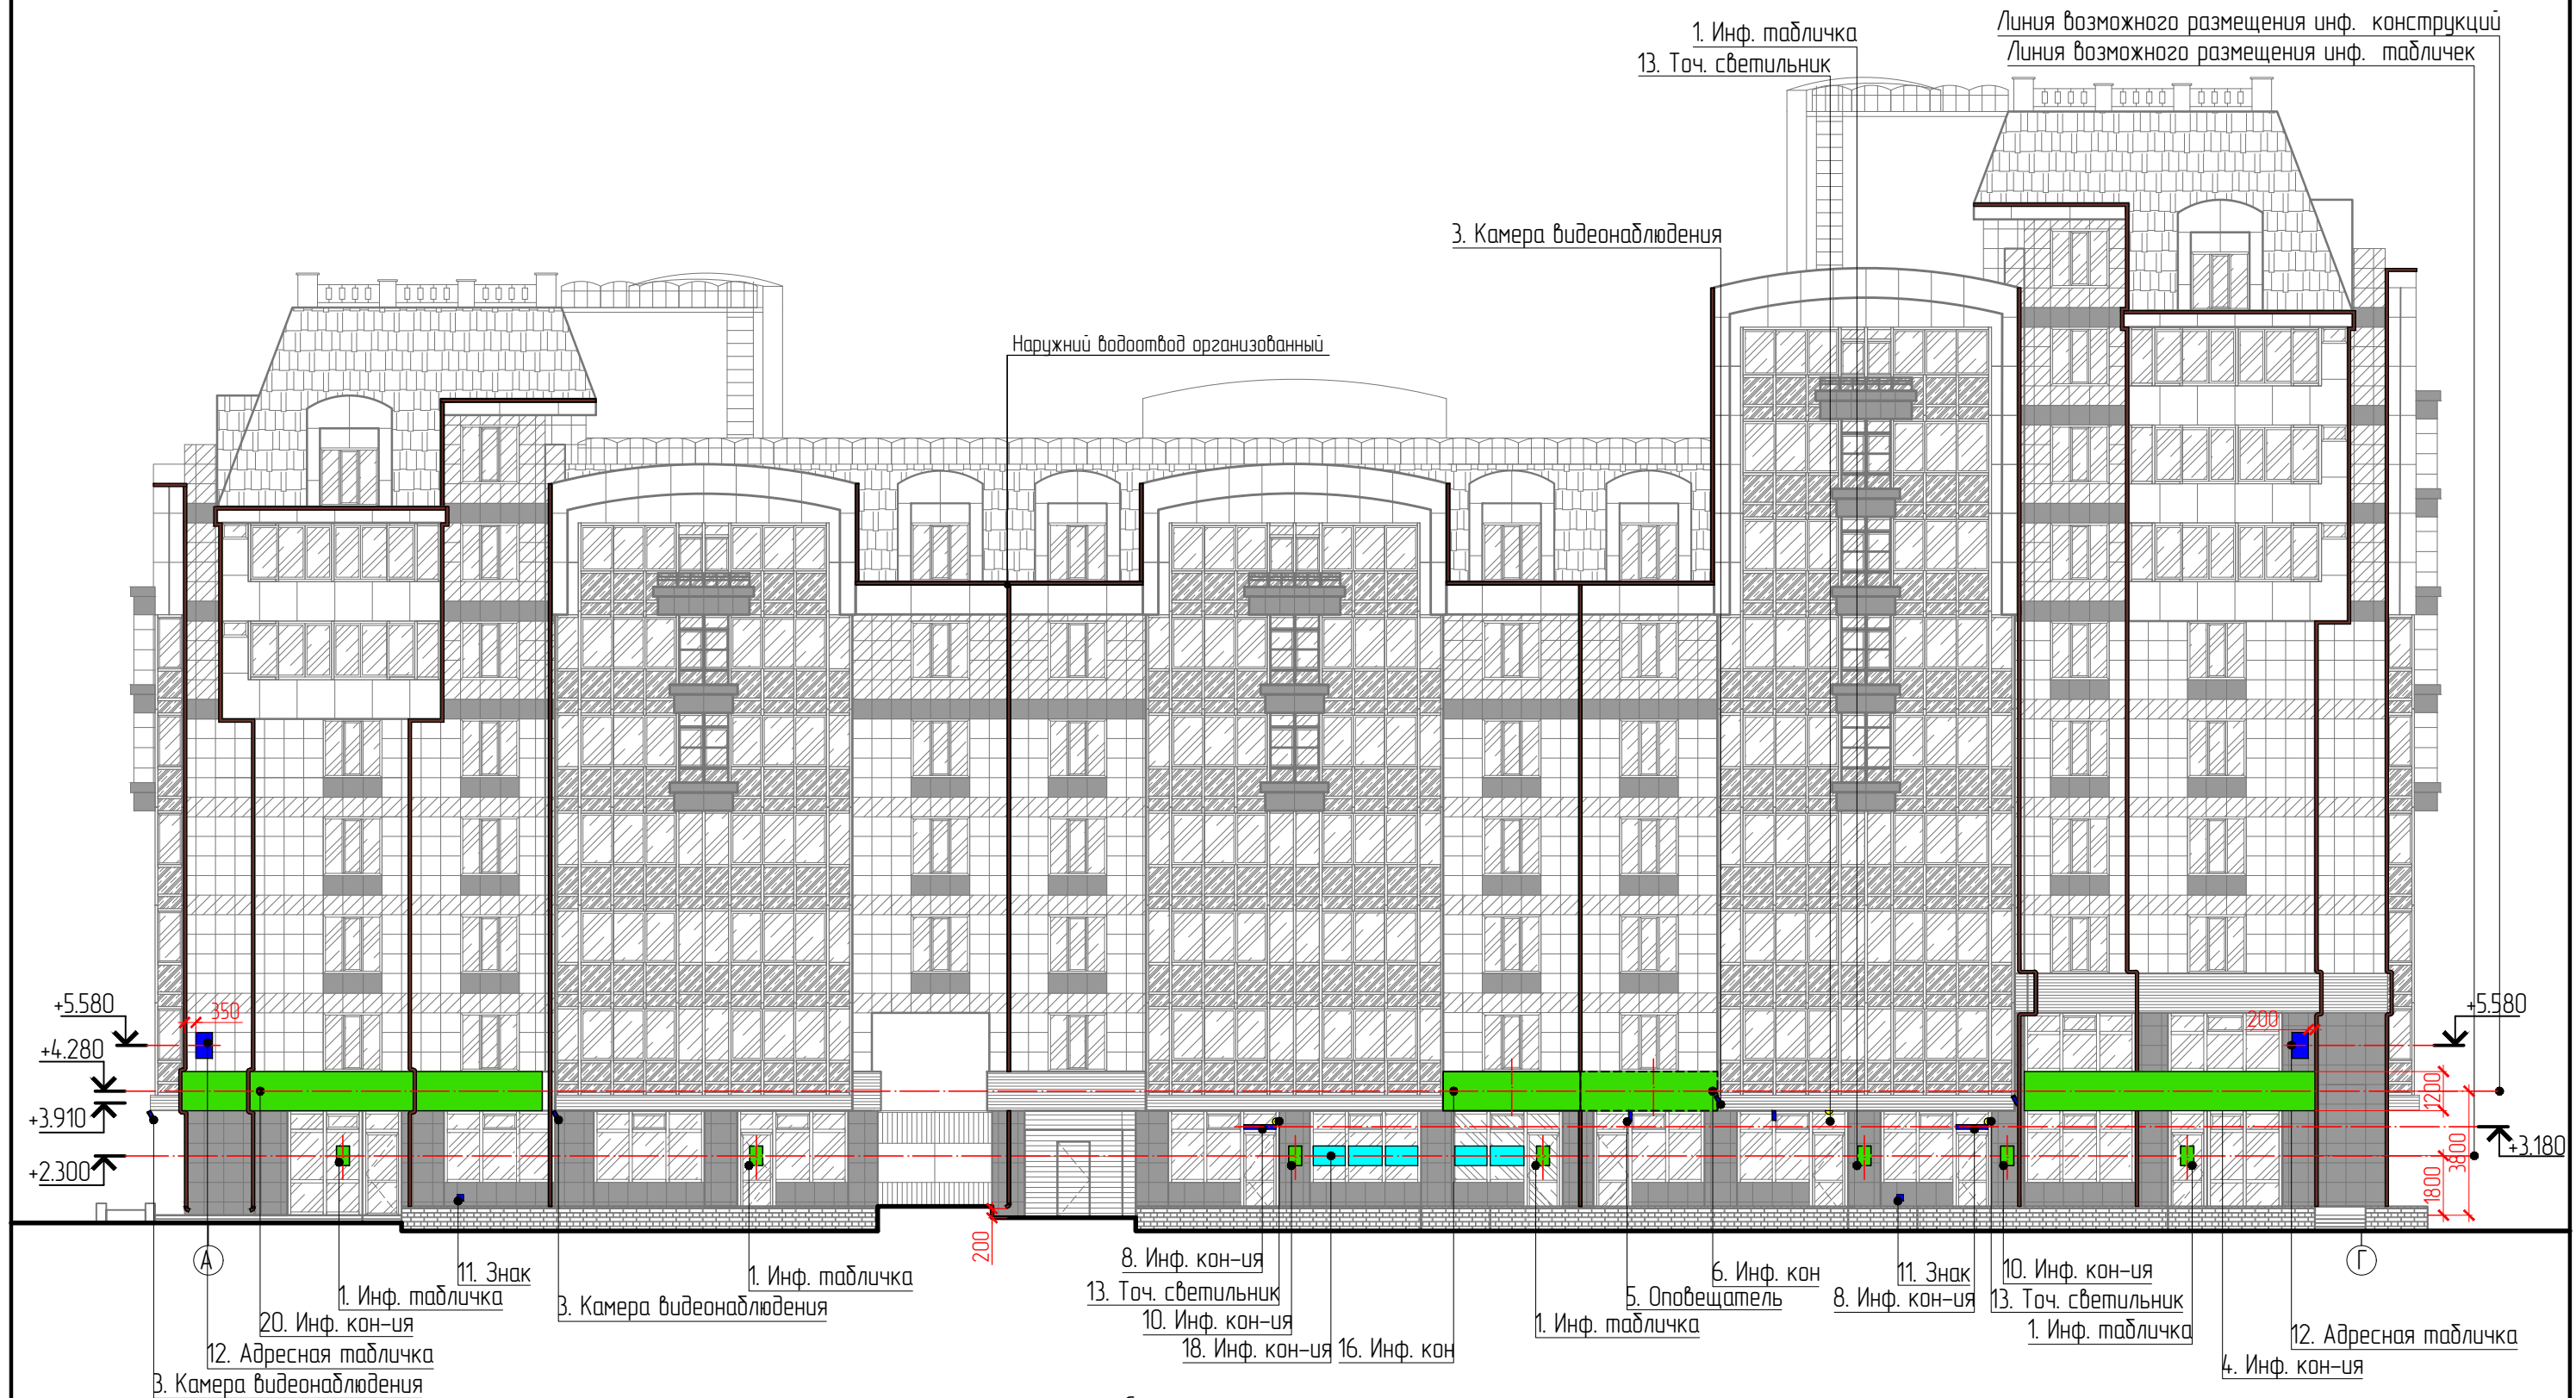 Линия возможного размещения инф. конструкций
1. Инф. табличка
Линия возможного размещения инф. табличек
13. Точ. светильник
3. Камера видеонаблюдения
Наружний водоотвод организованный
+5.580
350
+4.280
+3.910
+2.300
200
+5.580
1200
3800
+3.180
1800
200
А
Г
11. Знак
1. Инф. табличка
1. Инф. табличка
20. Инф. кон-ия
3. Камера видеонаблюдения
12. Адресная табличка
3. Камера видеонаблюдения
8. Инф. кон-ия
13. Точ. светильник
10. Инф. кон-ия
18. Инф. кон-ия
16. Инф. кон
1. Инф. табличка
5. Оповещатель
6. Инф. кон
11. Знак
8. Инф. кон-ия
10. Инф. кон-ия
13. Точ. светильник
1. Инф. табличка
12. Адресная табличка
4. Инф. кон-ия